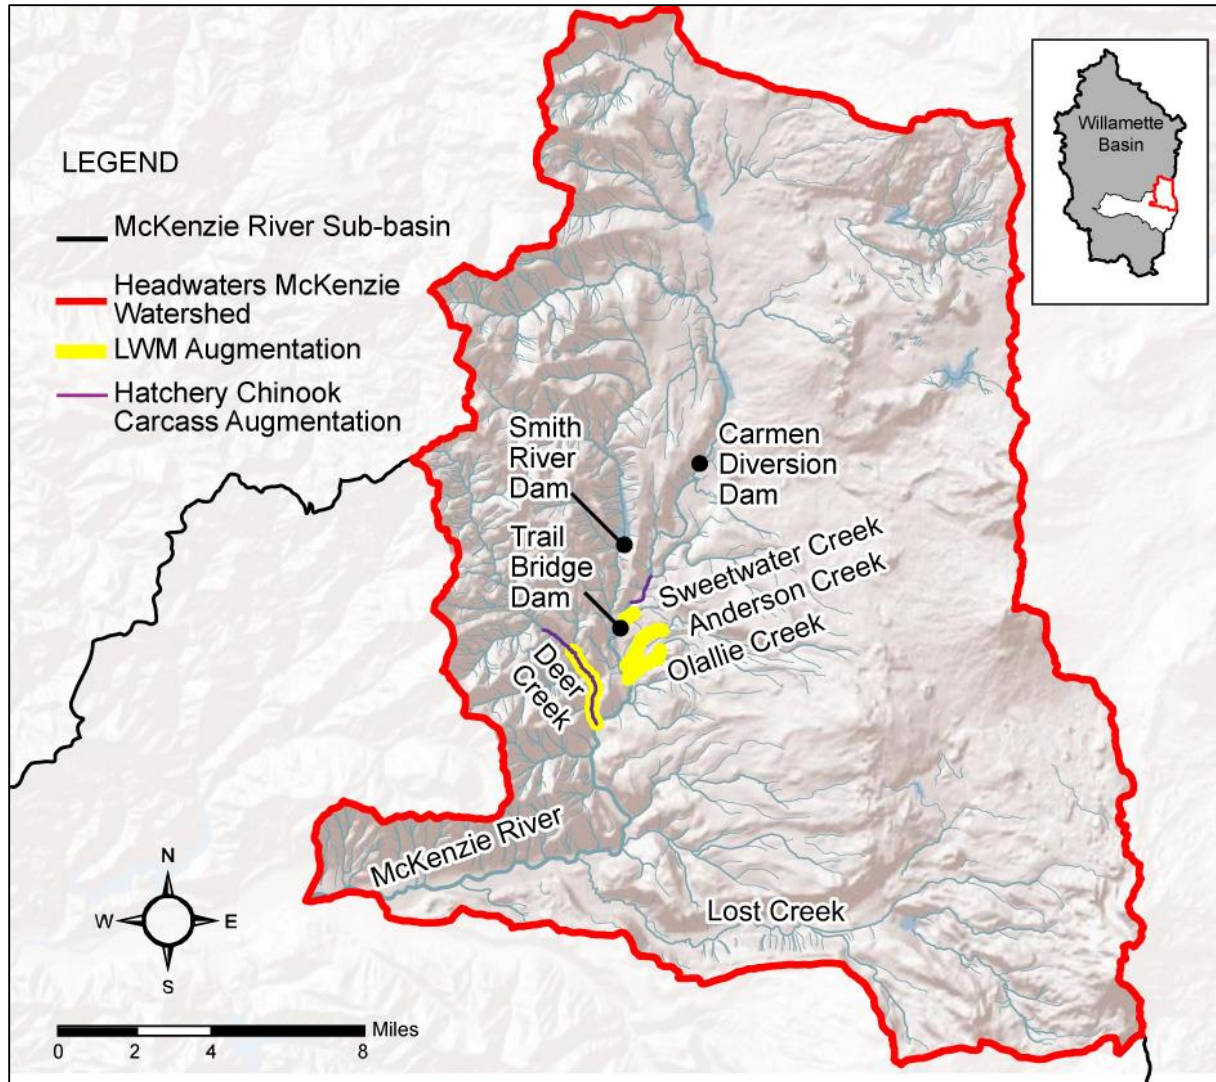 LEGEND
McKenzie River Sub-basin
Headwaters McKenzie
Watershed
LWM Augmentation
Hatchery Chinook
Carcass Augmentation
Willamette
Basin
Smith
River
Dam
Carmen
Diversion
Dam
Trail
Bridge
Dam
Sweetwater Creek
Anderson Creek
Olallie Creek
Deer
Creek
McKenzie River
Lost Creek
N
W
E
S
Miles
0 2 4 8